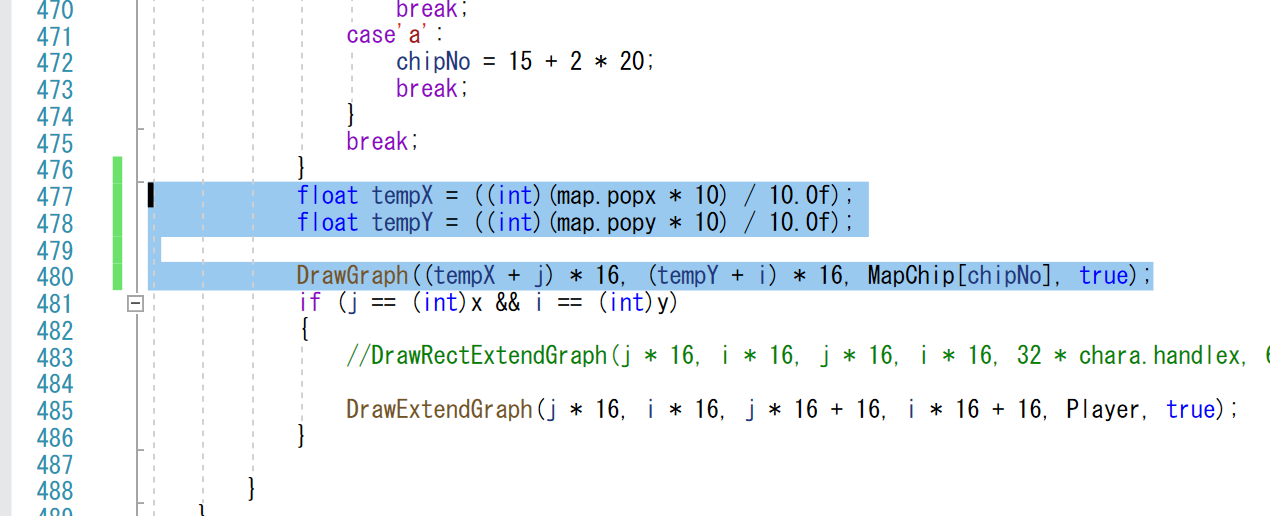 470 break;
471 case'a':
472 chipNo = 15 + 2 * 20;
473 break;
474 }
475 break;
476 }
477 float tempX = ((int)(map.popx * 10) / 10.0f);
478 float tempY = ((int)(map.popy * 10) / 10.0f);
479
480 DrawGraph((tempX + j) * 16, (tempY + i) * 16, MapChip[chipNo], true);
481 if (j == (int)x && i == (int)y)
482 {
483 //DrawRectExtendGraph(j * 16, i * 16, j * 16, i * 16, 32 * chara.handlex,
484
485 DrawExtendGraph(j * 16, i * 16, j * 16 + 16, i * 16 + 16, Player, true);
486 }
487
488 }
489 }